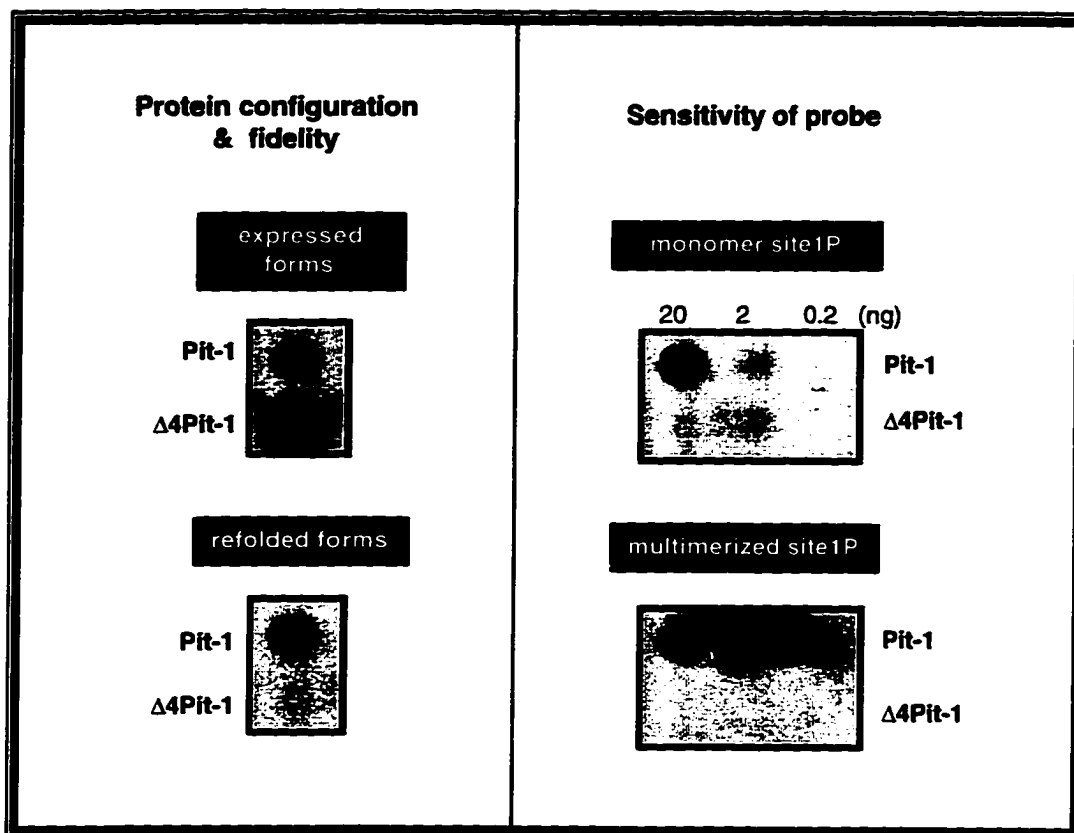 Protein configuration
& fidelity
expressed
forms
Pit-1
Δ4Pit-1
refolded forms
Pit-1
Δ4Pit-1
Sensitivity of probe
monomer site1P
20 2 0.2 (ng)
Pit-1
Δ4Pit-1
multimerized site1P
Pit-1
Δ4Pit-1